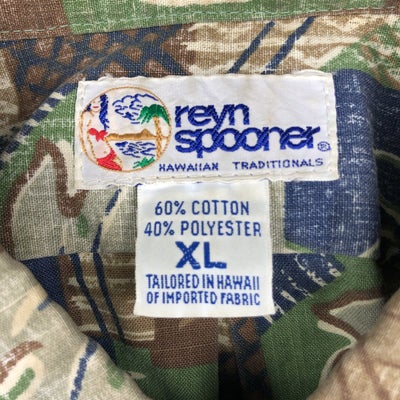 reyn
spooner®
HAWAIIAN TRADITIONALS
60% COTTON
40% POLYESTER
XL
TAILORED IN HAWAII
OF IMPORTED FABRIC